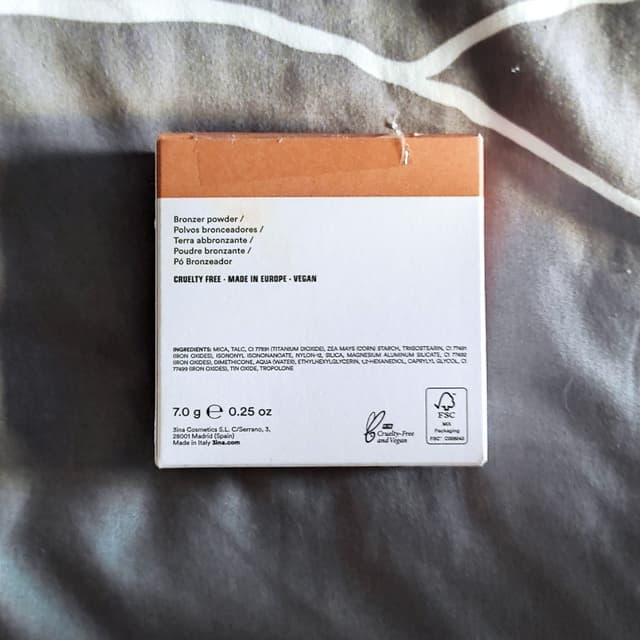 Bronzer powder /
Polvos bronceadores /
Terra abbronzante /
Poudre bronzante /
Pó Bronzeador
CRUELTY FREE · MADE IN EUROPE · VEGAN
INGREDIENTS: MICA, TALC, CI 77891 (TITANIUM DIOXIDE), ZEA MAYS (CORN) STARCH, TRIISOSTEARIN, CI 77491
(IRON OXIDES), ISONONYL ISONONANOATE, NYLON-12, SILICA, MAGNESIUM ALUMINUM SILICATE, CI 77492
(IRON OXIDES), DIMETHICONE, AQUA (WATER), ETHYLHEXYLGLYCERIN, 1,2-HEXANEDIOL, CAPRYLYL GLYCOL, CI
77499 (IRON OXIDES), TIN OXIDE, TROPOLONE
7.0 g ℮ 0.25 oz
3ina Cosmetics S.L. C/Serrano, 3,
28001 Madrid (Spain)
Made in Italy 3ina.com
Cruelty-Free
and Vegan
FSC
MIX
Packaging